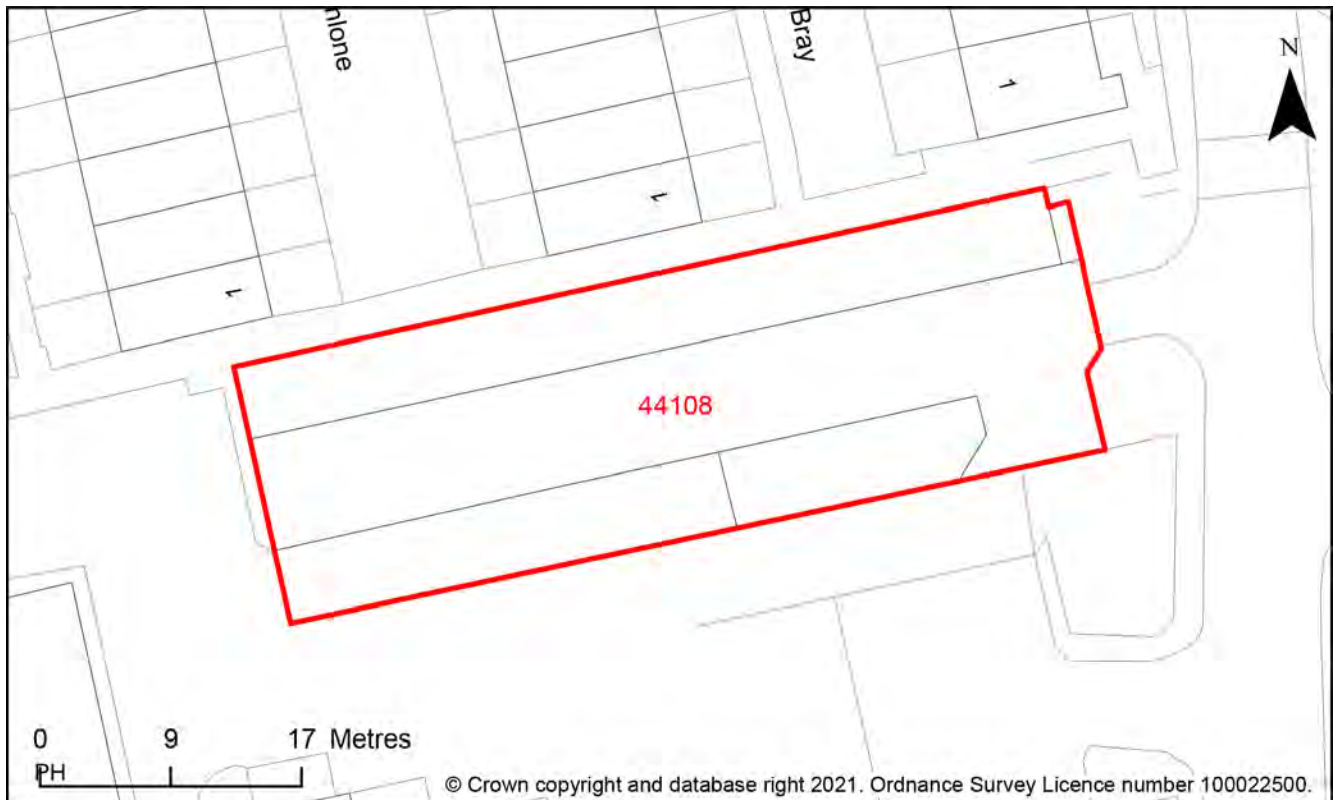 nlone
Bray
1
N
1
1
44108
0 9 17 Metres
PH
© Crown copyright and database right 2021. Ordnance Survey Licence number 100022500.